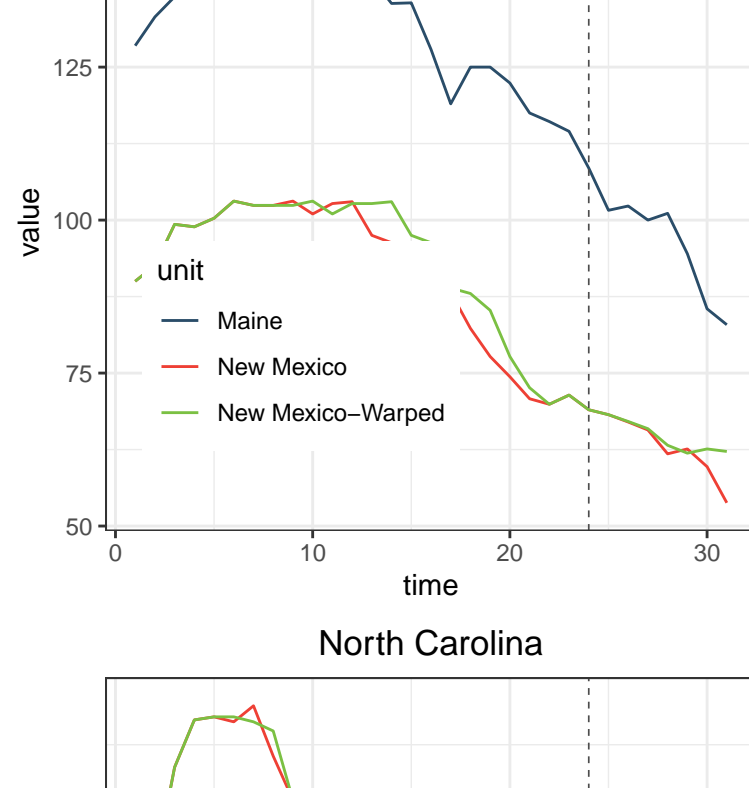 125
100
75
50
value
unit
Maine
New Mexico
New Mexico−Warped
0 10 20 30
time
North Carolina